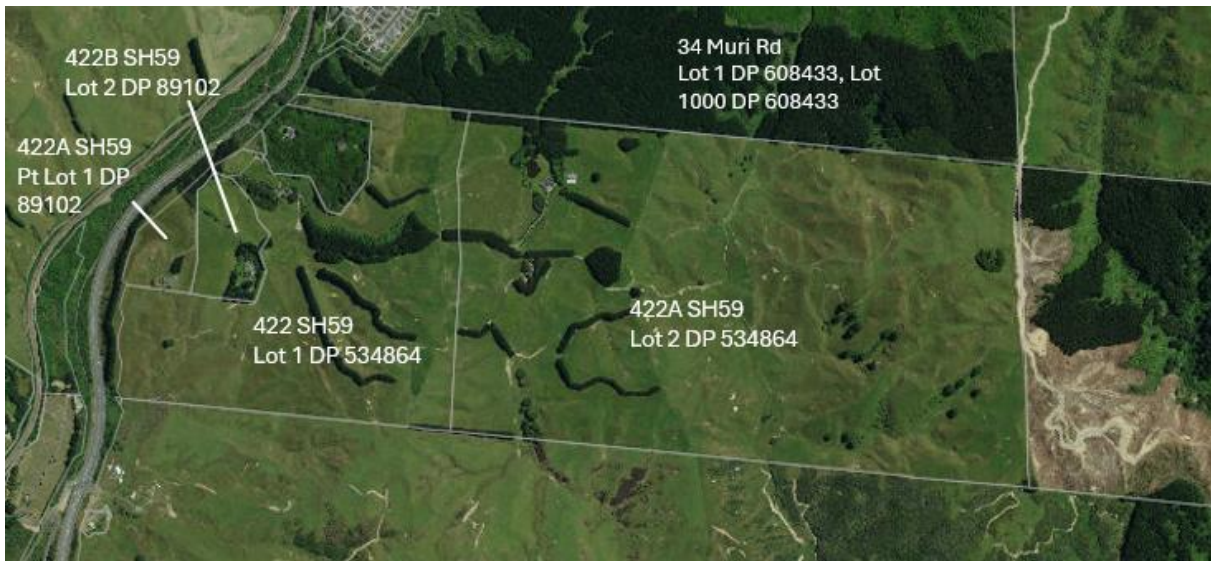 422B SH59
Lot 2 DP 89102
34 Muri Rd
Lot 1 DP 608433, Lot
1000 DP 608433
422A SH59
Pt Lot 1 DP
89102
422 SH59
Lot 1 DP 534864
422A SH59
Lot 2 DP 534864